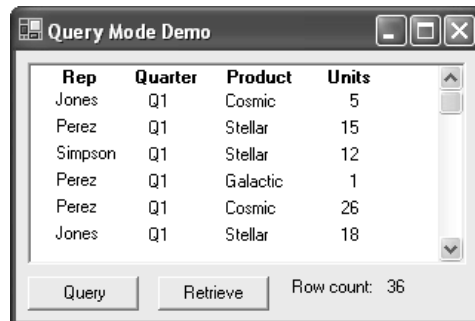 Query Mode Demo
Rep Quarter Product Units
Jones Q1 Cosmic 5
Perez Q1 Stellar 15
Simpson Q1 Stellar 12
Perez Q1 Galactic 1
Perez Q1 Cosmic 26
Jones Q1 Stellar 18
Query Retrieve Row count: 36